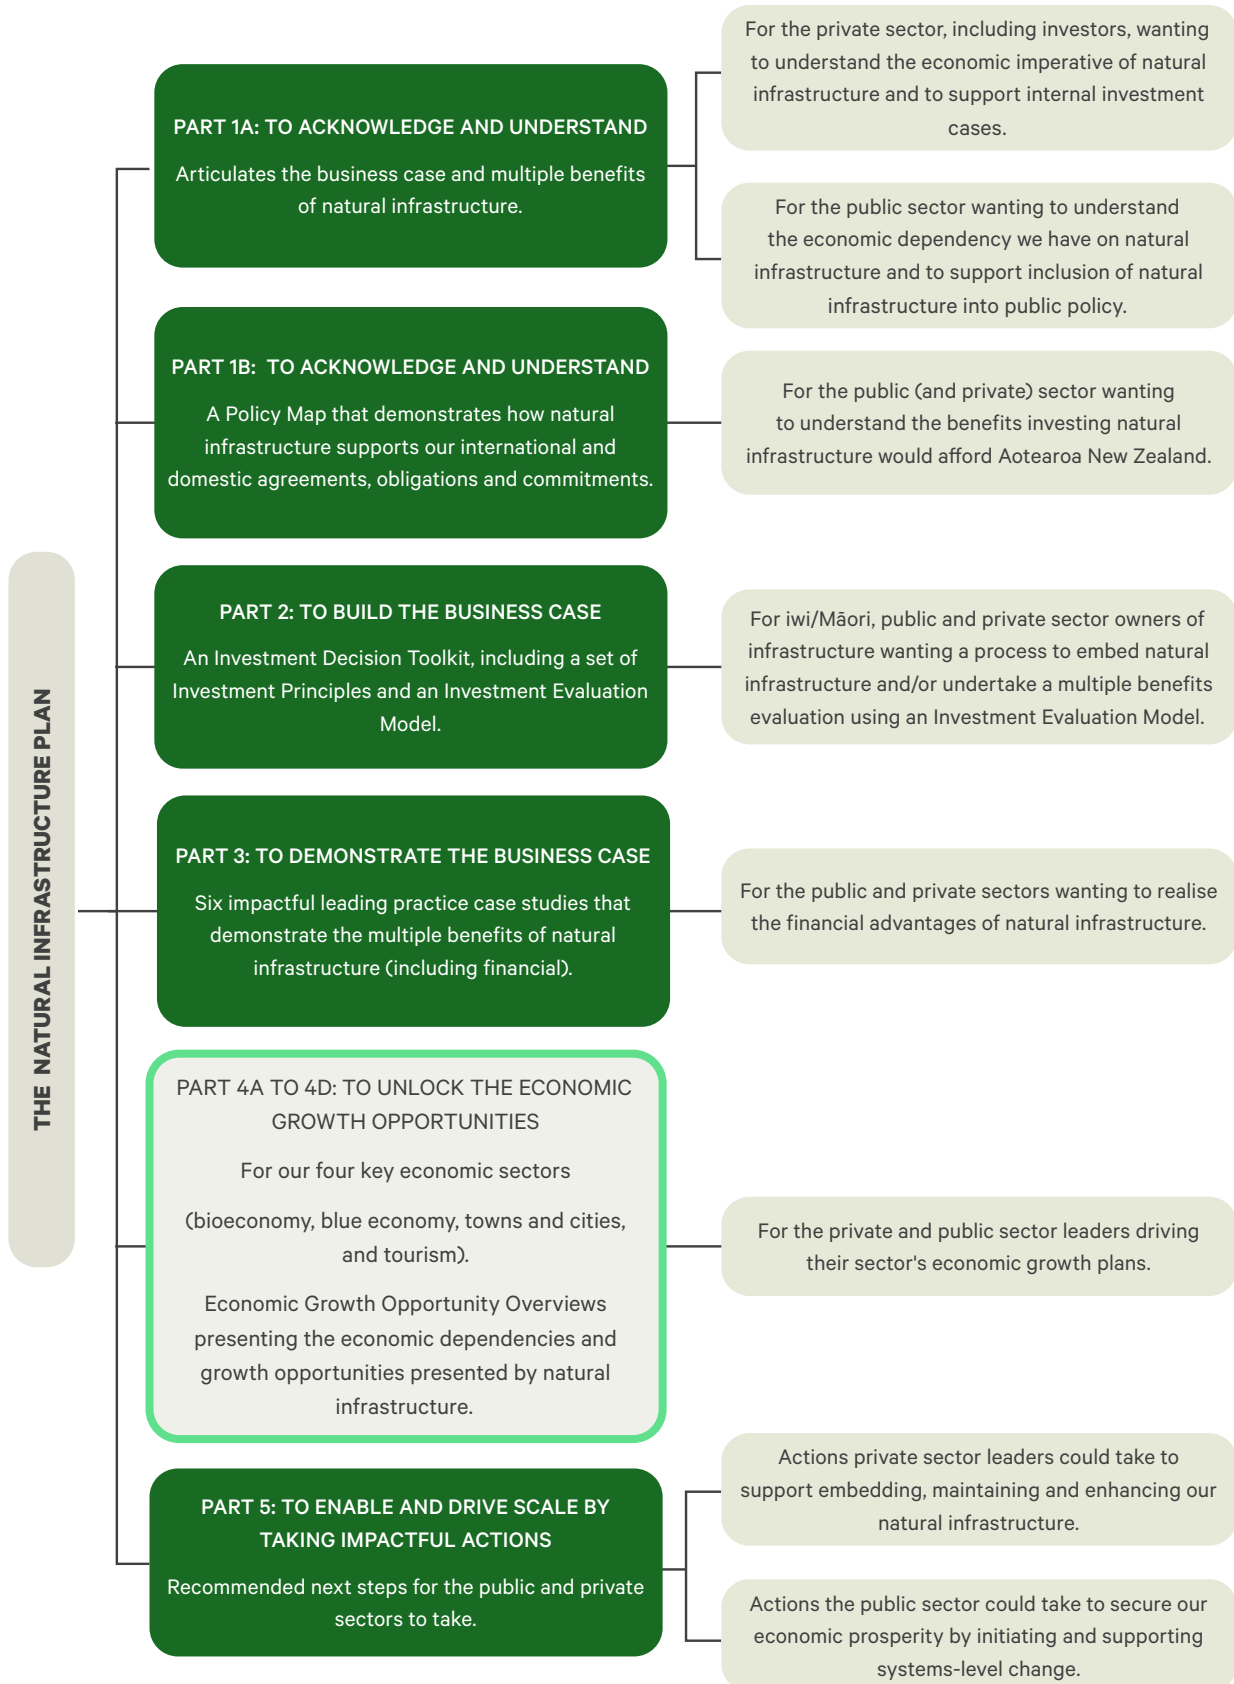 THE NATURAL INFRASTRUCTURE PLAN
PART 1A: TO ACKNOWLEDGE AND UNDERSTAND
Articulates the business case and multiple benefits
of natural infrastructure.
For the private sector, including investors, wanting
to understand the economic imperative of natural
infrastructure and to support internal investment
cases.
For the public sector wanting to understand
the economic dependency we have on natural
infrastructure and to support inclusion of natural
infrastructure into public policy.
PART 1B: TO ACKNOWLEDGE AND UNDERSTAND
A Policy Map that demonstrates how natural
infrastructure supports our international and
domestic agreements, obligations and commitments.
For the public (and private) sector wanting
to understand the benefits investing natural
infrastructure would afford Aotearoa New Zealand.
PART 2: TO BUILD THE BUSINESS CASE
An Investment Decision Toolkit, including a set of
Investment Principles and an Investment Evaluation
Model.
For iwi/Māori, public and private sector owners of
infrastructure wanting a process to embed natural
infrastructure and/or undertake a multiple benefits
evaluation using an Investment Evaluation Model.
PART 3: TO DEMONSTRATE THE BUSINESS CASE
Six impactful leading practice case studies that
demonstrate the multiple benefits of natural
infrastructure (including financial).
For the public and private sectors wanting to realise
the financial advantages of natural infrastructure.
PART 4A TO 4D: TO UNLOCK THE ECONOMIC
GROWTH OPPORTUNITIES
For our four key economic sectors
(bioeconomy, blue economy, towns and cities,
and tourism).
Economic Growth Opportunity Overviews
presenting the economic dependencies and
growth opportunities presented by natural
infrastructure.
For the private and public sector leaders driving
their sector's economic growth plans.
PART 5: TO ENABLE AND DRIVE SCALE BY
TAKING IMPACTFUL ACTIONS
Recommended next steps for the public and private
sectors to take.
Actions private sector leaders could take to
support embedding, maintaining and enhancing our
natural infrastructure.
Actions the public sector could take to secure our
economic prosperity by initiating and supporting
systems-level change.